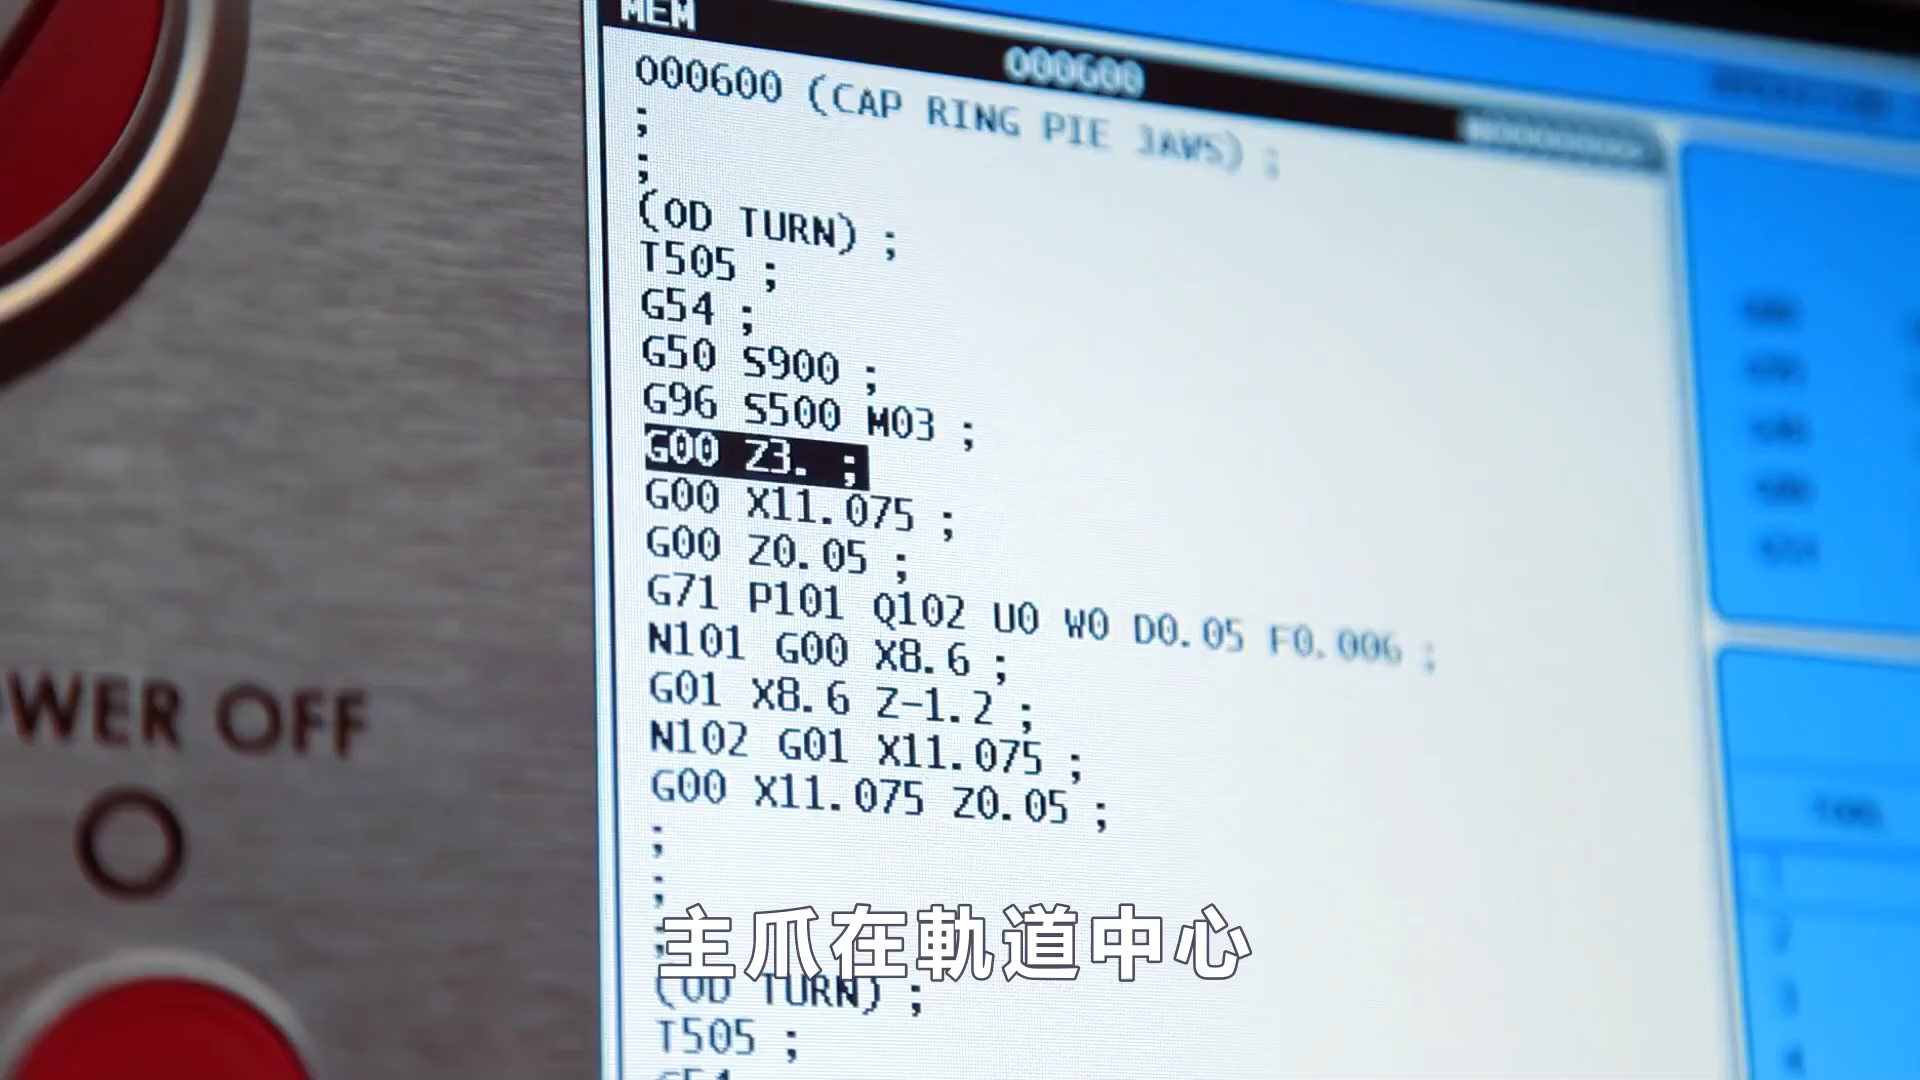 MEM
O00600
O00600 (CAP RING PIE JAWS) ;
;
;
(OD TURN) ;
T505 ;
G54 ;
G50 S900 ;
G96 S500 M03 ;
G00 Z3. ;
G00 X11.075 ;
G00 Z0.05 ;
G71 P101 Q102 U0 W0 D0.05 F0.006 ;
N101 G00 X8.6 ;
G01 X8.6 Z-1.2 ;
N102 G01 X11.075 ;
G00 X11.075 Z0.05 ;
;
;
;
主爪在軌道中心
(OD TURN) ;
T505 ;
G54
OWER OFF